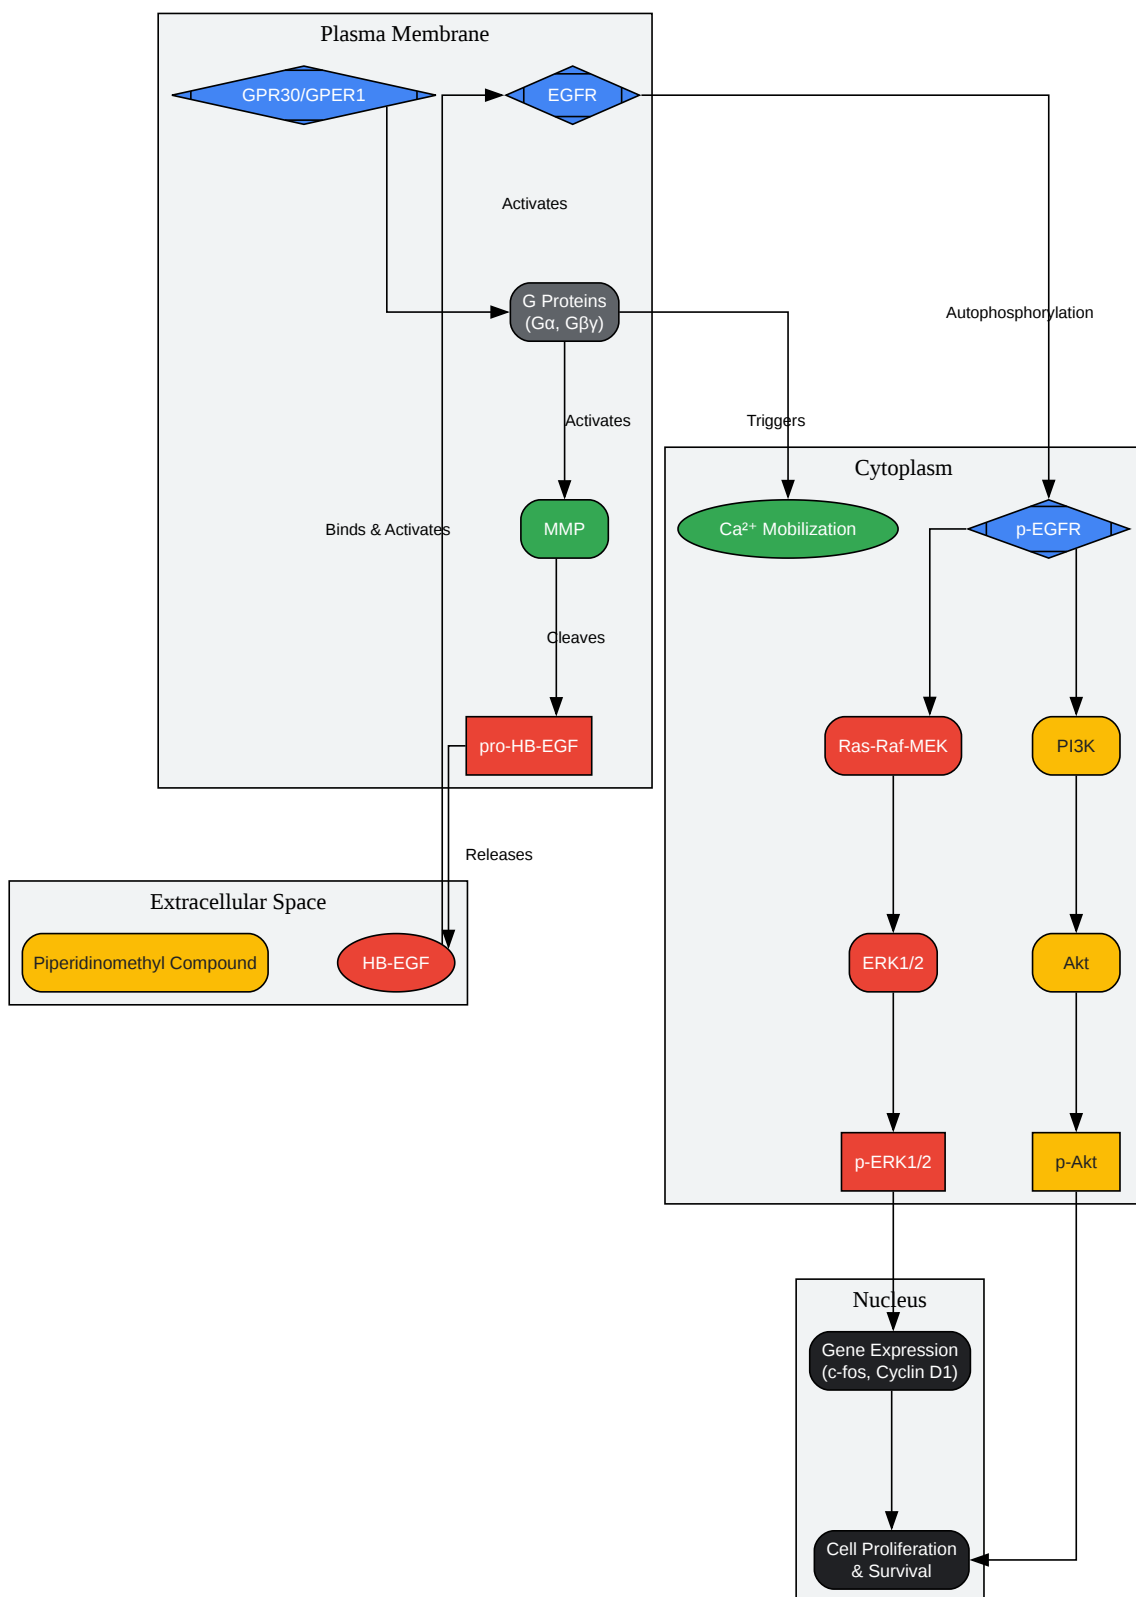 Plasma Membrane
GPR30/GPER1
EGFR
Activates
G Proteins
(Gα, Gβγ)
Autophosphorylation
Activates
Triggers
Cytoplasm
Binds & Activates
MMP
Ca²⁺ Mobilization
p-EGFR
Cleaves
pro-HB-EGF
Ras-Raf-MEK
PI3K
Releases
Extracellular Space
Piperidinomethyl Compound
HB-EGF
ERK1/2
Akt
p-ERK1/2
p-Akt
Nucleus
Gene Expression
(c-fos, Cyclin D1)
Cell Proliferation
& Survival